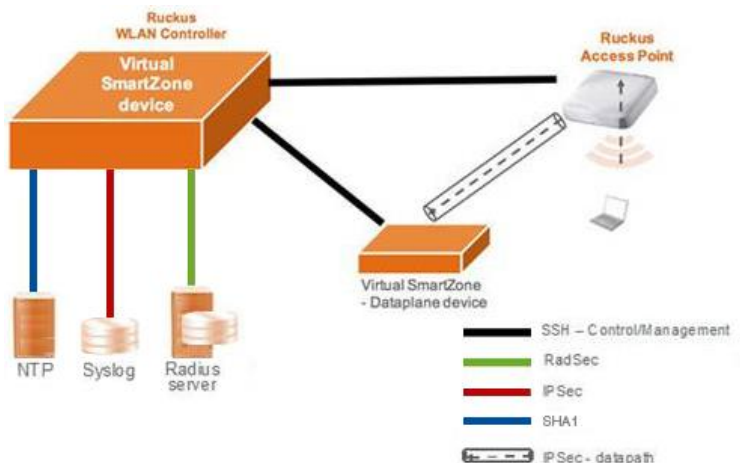 Ruckus
WLAN Controller
Virtual
SmartZone
device
Ruckus
Access Point
Virtual SmartZone
- Dataplane device
NTP
Syslog
Radius
server
SSH – Control/Management
RadSec
IPSec
SHA1
IPSec - datapath